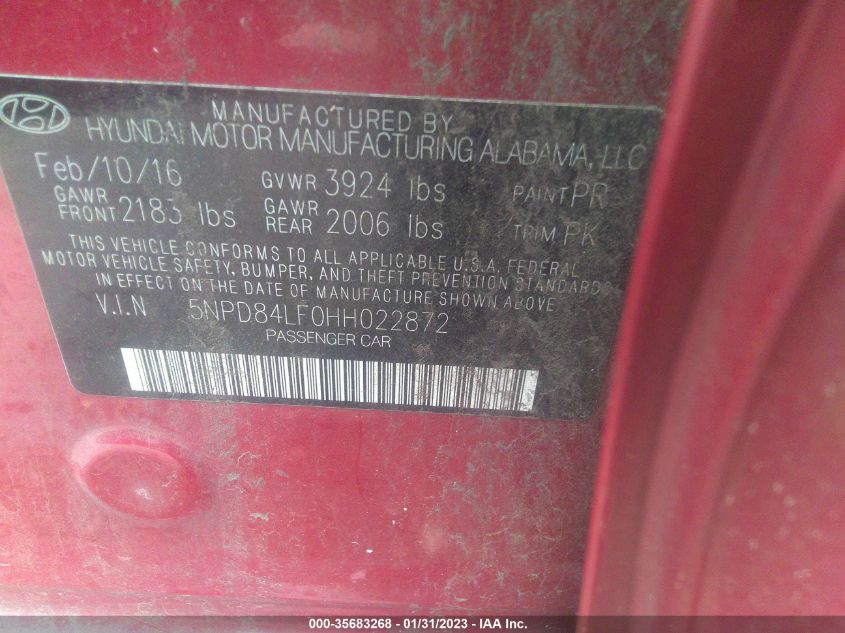 MANUFACTURED BY
HYUNDAI MOTOR MANUFACTURING ALABAMA, LLC
Feb/10/16 GVWR 3924 lbs PAINT PR
GAWR FRONT 2183 lbs GAWR REAR 2006 lbs TRIM PK
THIS VEHICLE CONFORMS TO ALL APPLICABLE U.S.A. FEDERAL
MOTOR VEHICLE SAFETY, BUMPER, AND THEFT PREVENTION STANDARDS
IN EFFECT ON THE DATE OF MANUFACTURE SHOWN ABOVE
V.I.N 5NPD84LF0HH022872
PASSENGER CAR
000-35683268 - 01/31/2023 - IAA Inc.